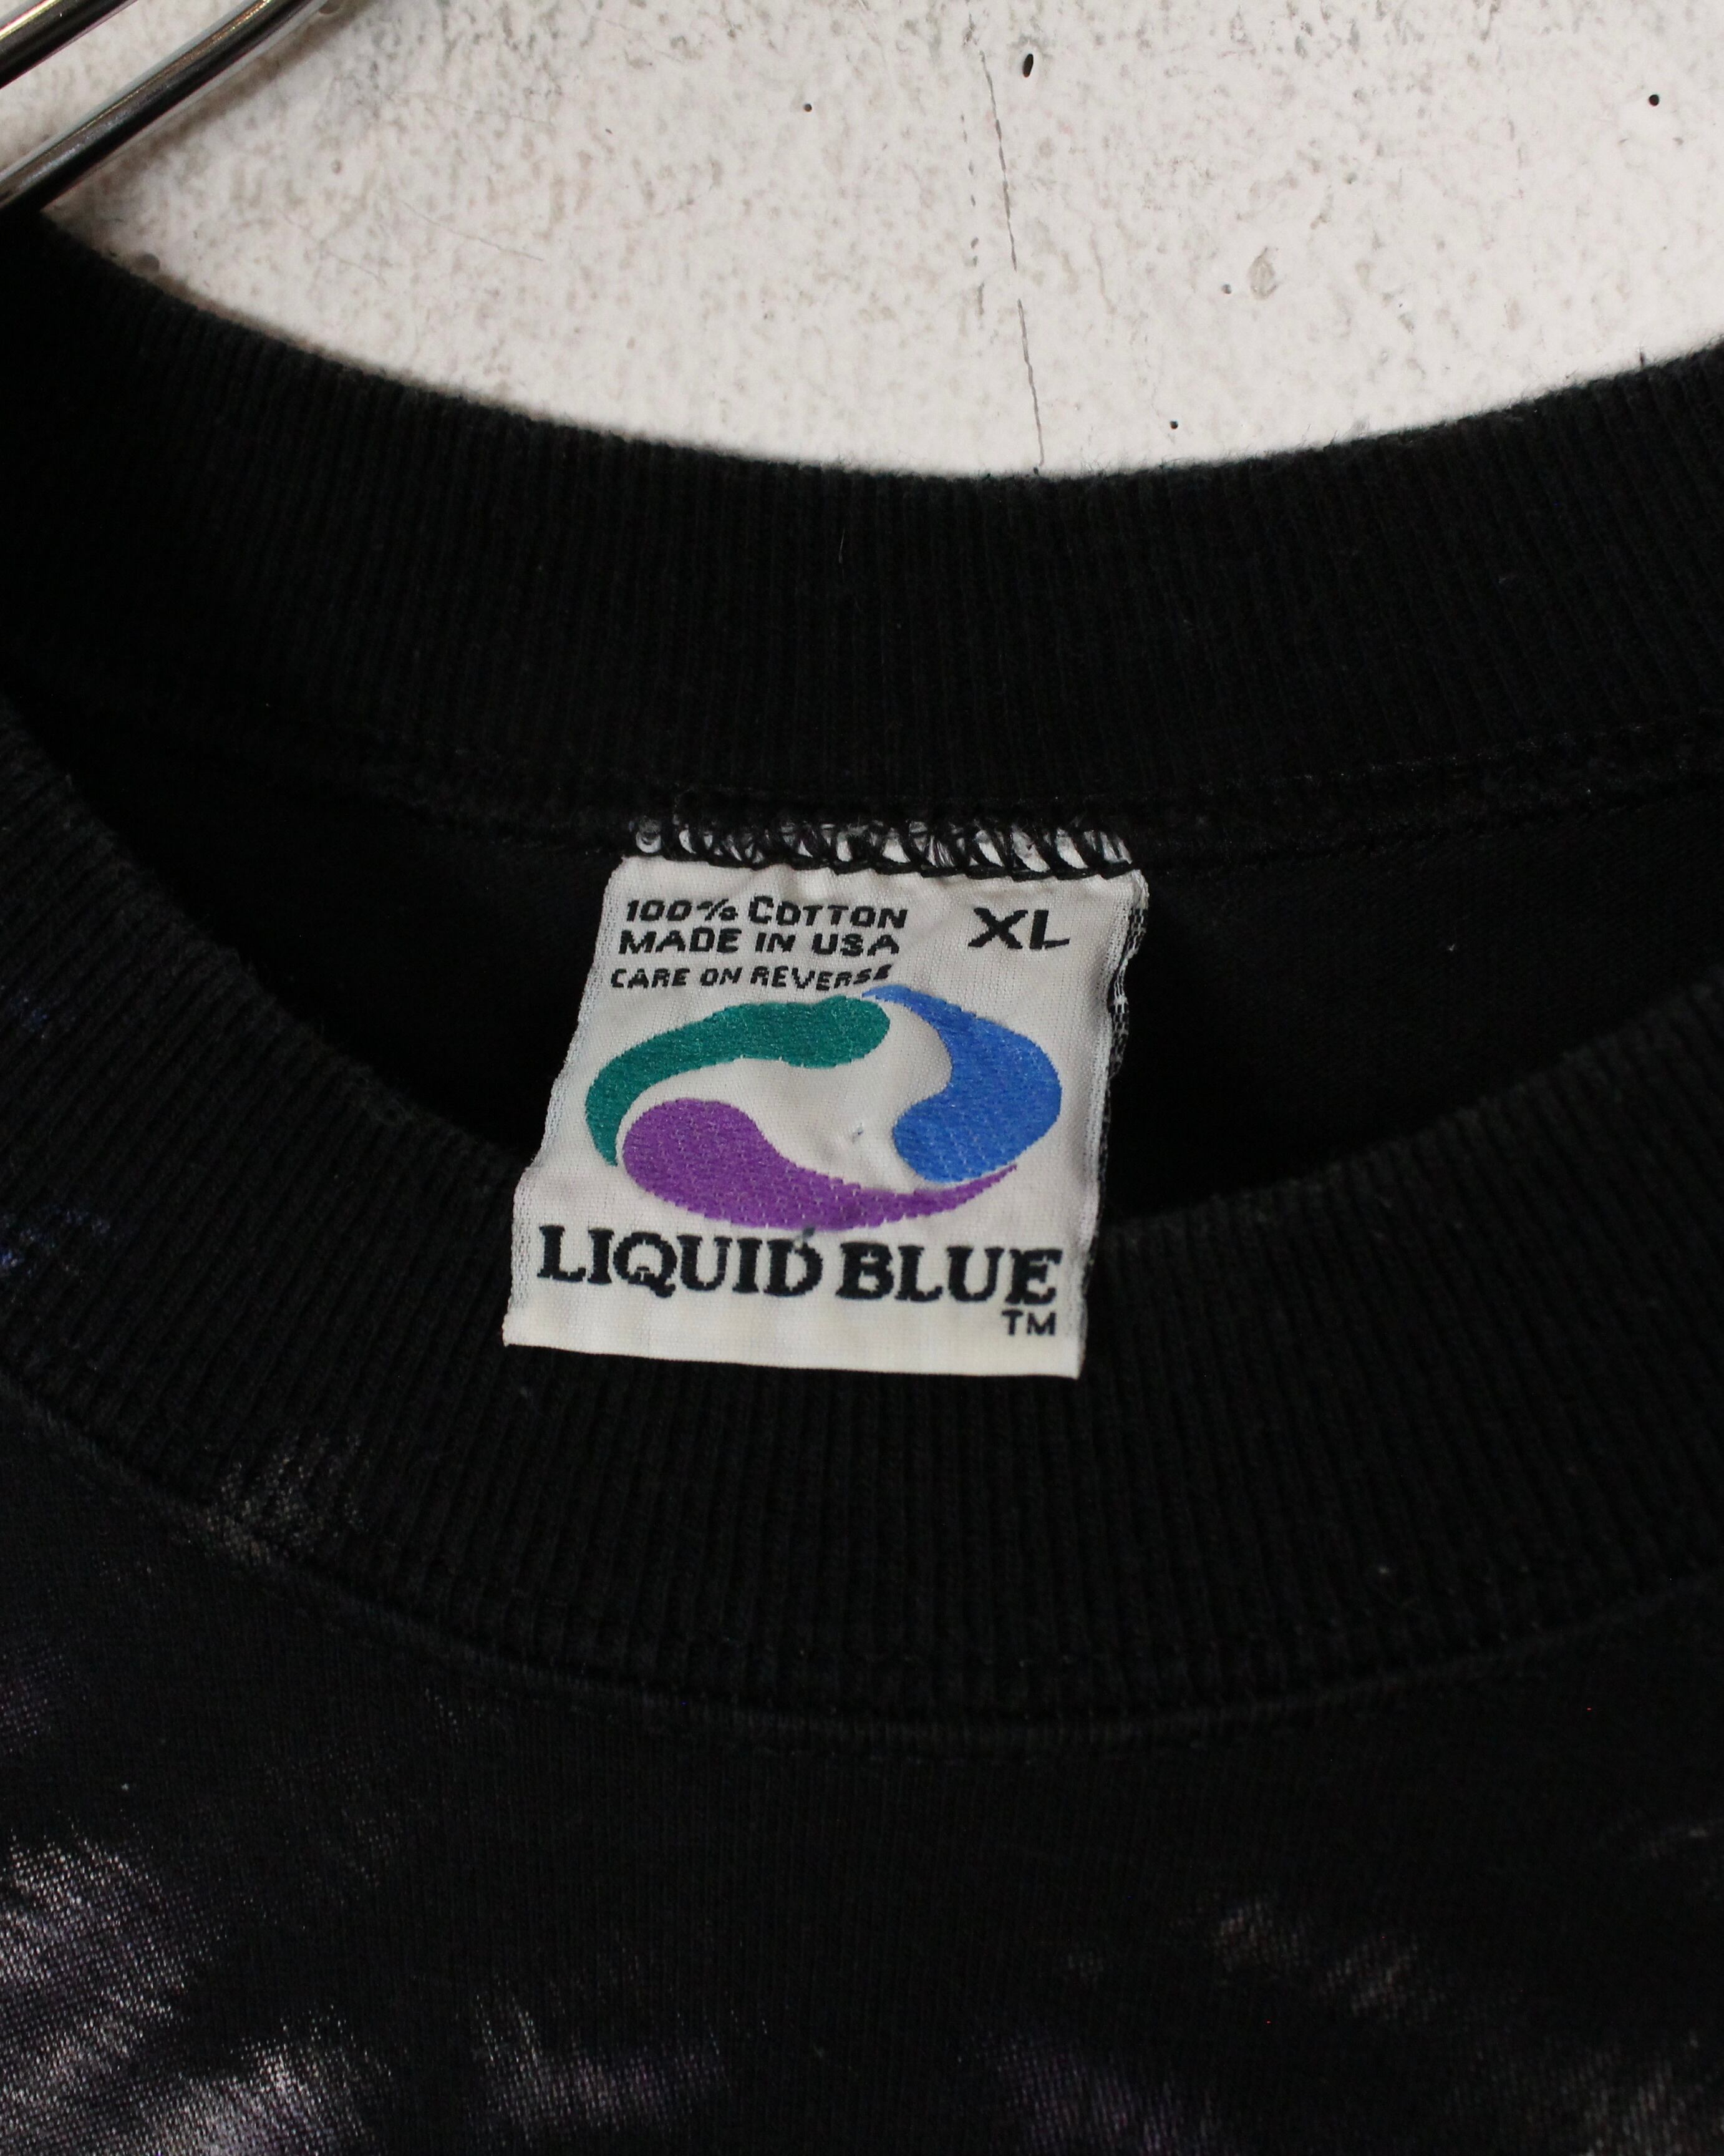 100% COTTON XL
MADE IN USA
CARE ON REVERSE
LIQUID BLUE
TM